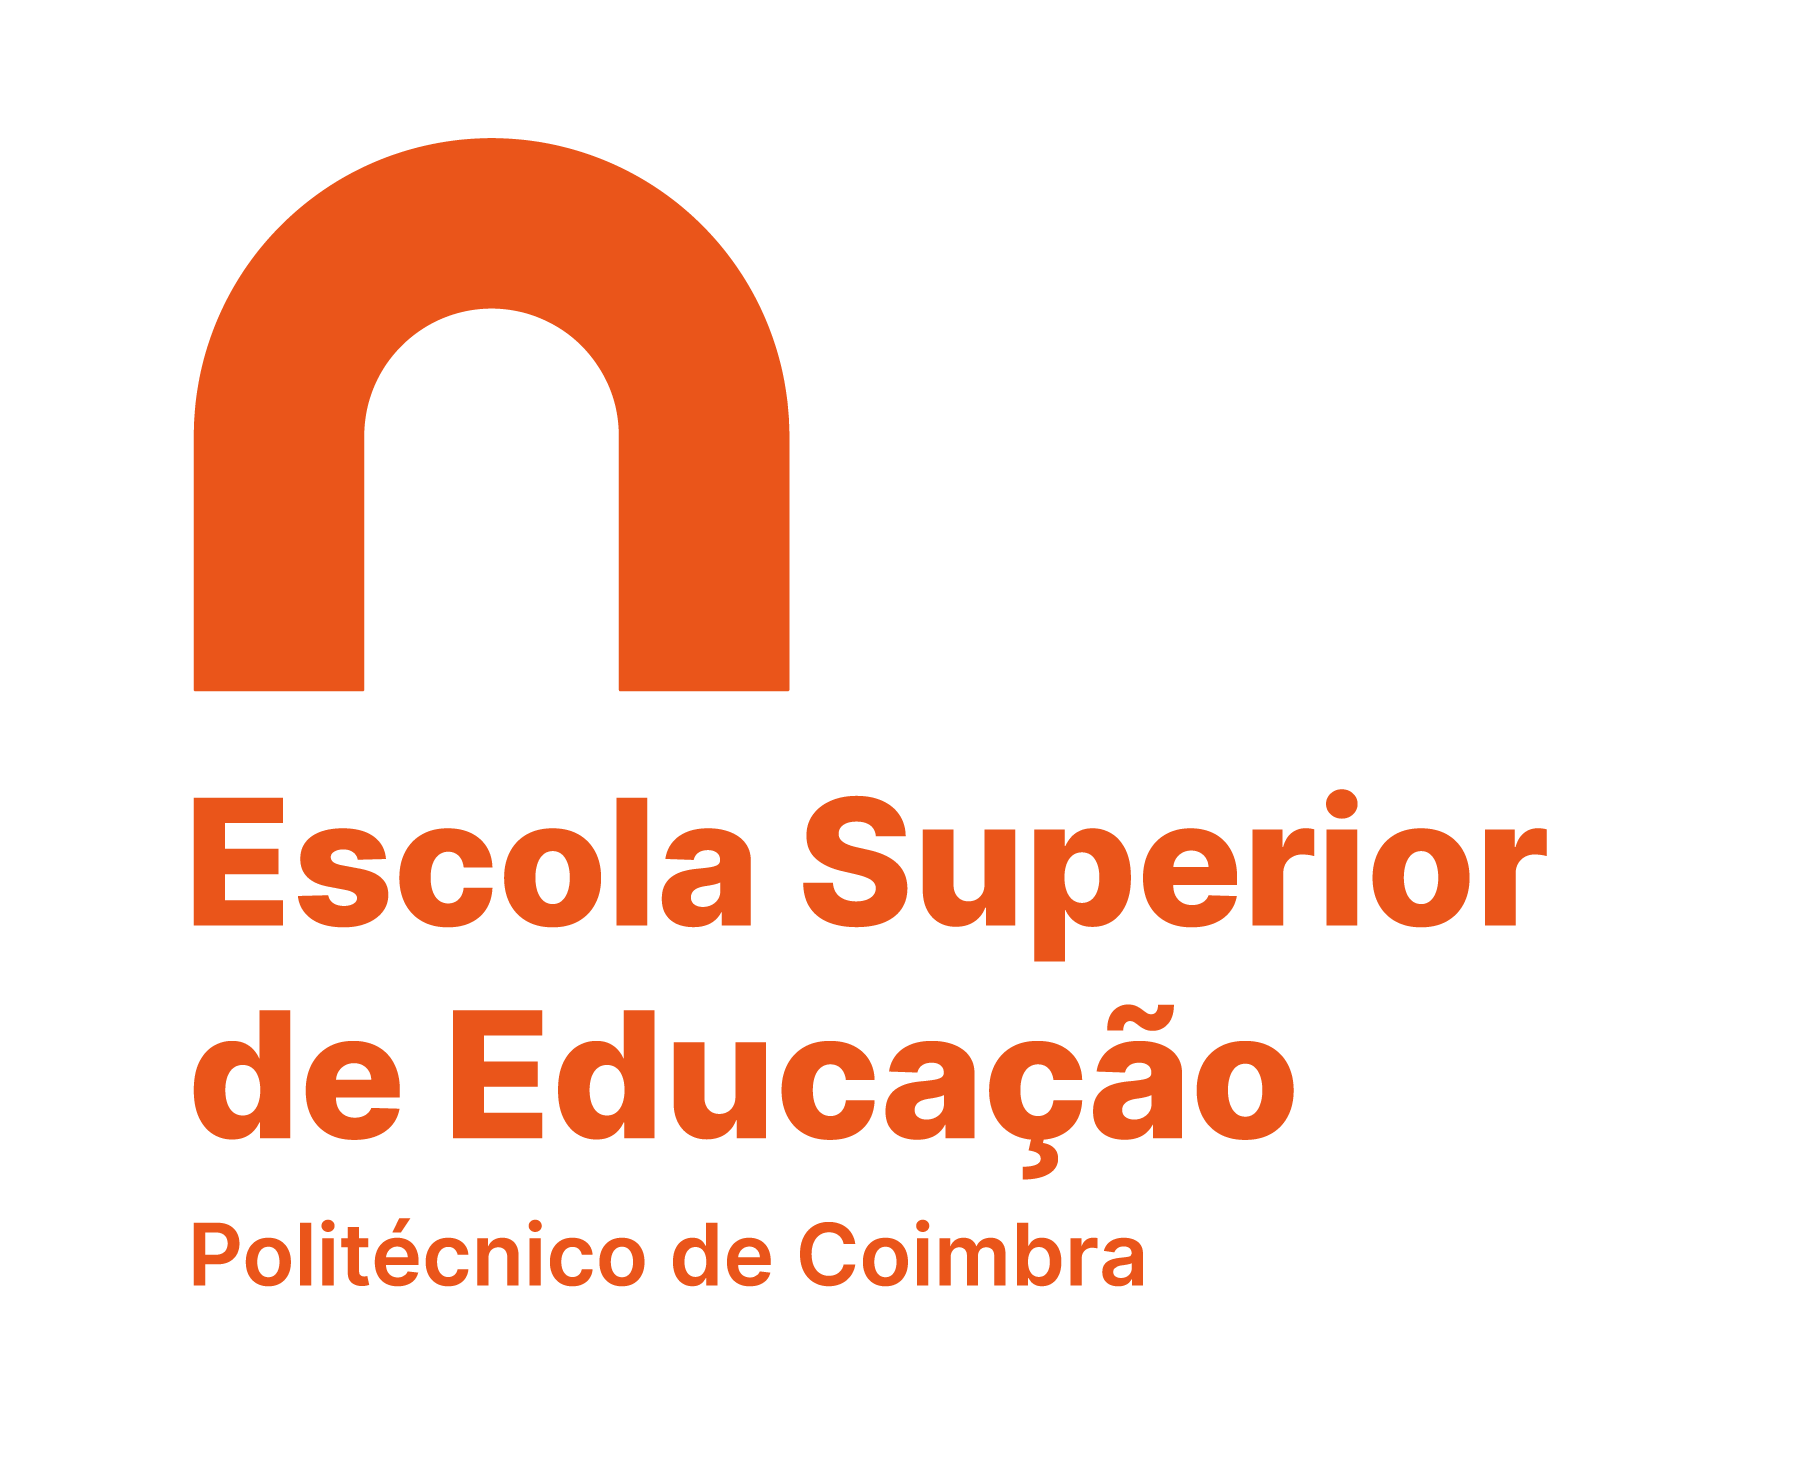 Escola Superior
de Educação
Politécnico de Coimbra